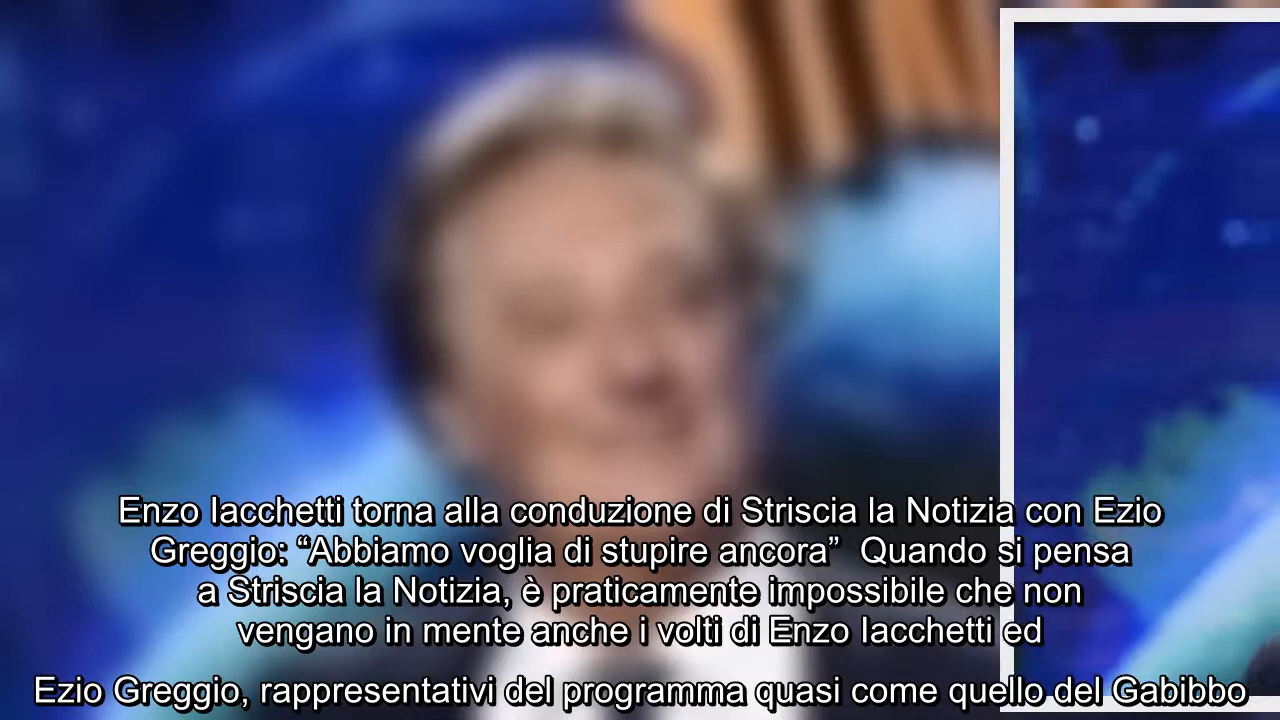 Enzo Iacchetti torna alla conduzione di Striscia la Notizia con Ezio
Greggio: “Abbiamo voglia di stupire ancora”  Quando si pensa
a Striscia la Notizia, è praticamente impossibile che non
vengano in mente anche i volti di Enzo Iacchetti ed
Ezio Greggio, rappresentativi del programma quasi come quello del Gabibbo